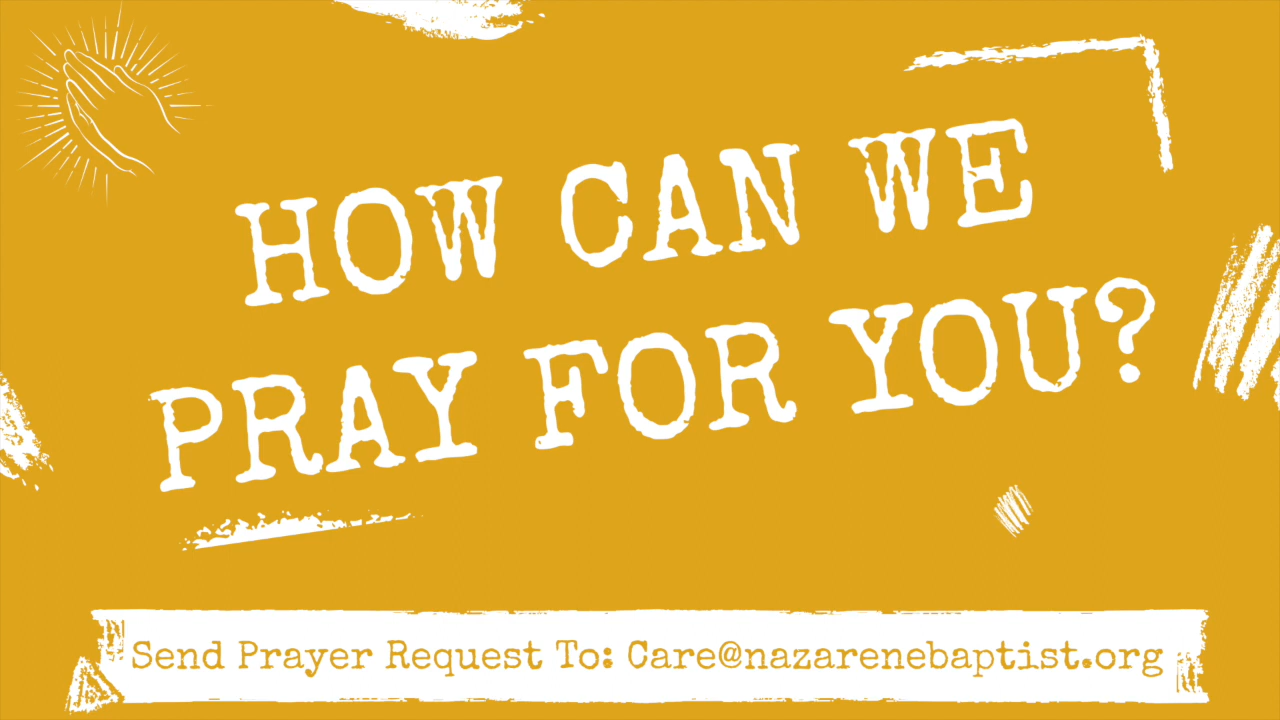 HOW CAN WE
PRAY FOR YOU?
Send Prayer Request To: Care@nazarenebaptist.org